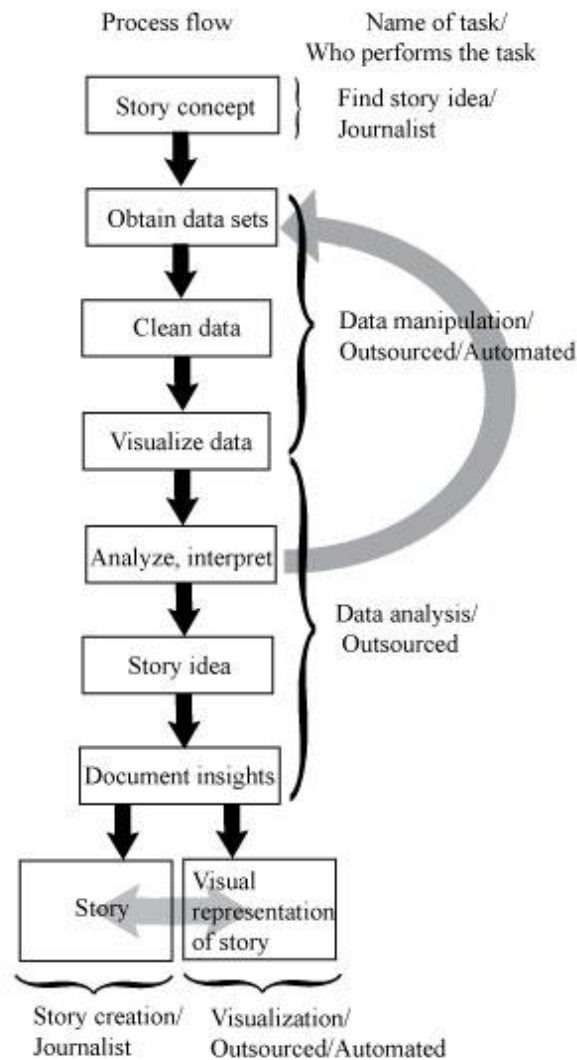 Process flow
Name of task/
Who performs the task
Story concept
Find story idea/
Journalist
Obtain data sets
Clean data
Data manipulation/
Outsourced/Automated
Visualize data
Analyze, interpret
Data analysis/
Outsourced
Story idea
Document insights
Story
Visual
representation
of story
Story creation/
Journalist
Visualization/
Outsourced/Automated